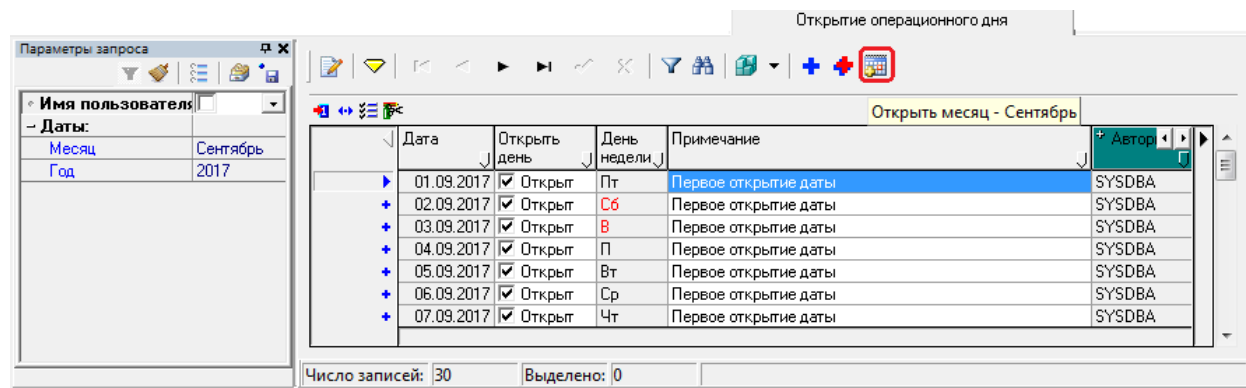 Открытие операционного дня
Параметры запроса
Имя пользователя
Даты:
Месяц Сентябрь
Год 2017
Открыть месяц - Сентябрь
Дата Открыть день День недели Примечание
01.09.2017 Открыт Пт Первое открытие даты SYSDBA
02.09.2017 Открыт Сб Первое открытие даты SYSDBA
03.09.2017 Открыт В Первое открытие даты SYSDBA
04.09.2017 Открыт П Первое открытие даты SYSDBA
05.09.2017 Открыт Вт Первое открытие даты SYSDBA
06.09.2017 Открыт Ср Первое открытие даты SYSDBA
07.09.2017 Открыт Чт Первое открытие даты SYSDBA
Число записей: 30 Выделено: 0